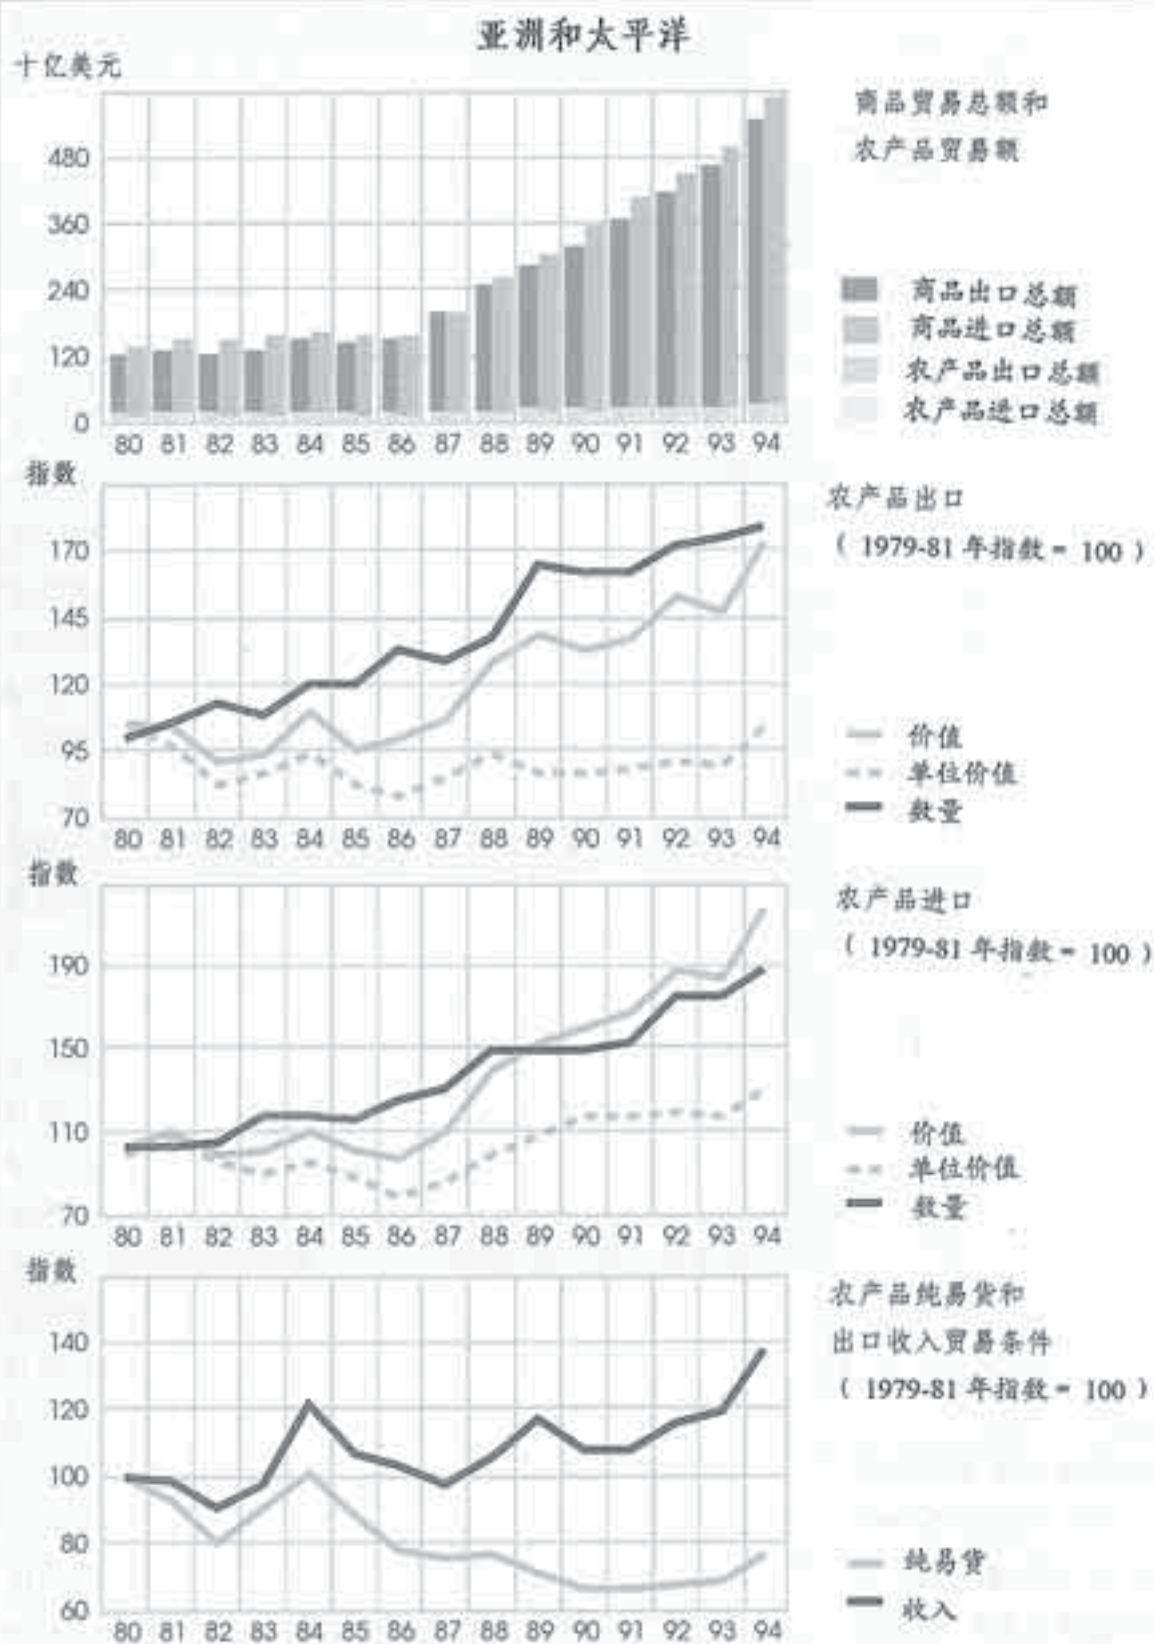 亚洲和太平洋
十亿美元
商品贸易总额和
农产品贸易额
480
360
240
120
0
80 81 82 83 84 85 86 87 88 89 90 91 92 93 94
商品出口总额
商品进口总额
农产品出口总额
农产品进口总额
指数
农产品出口
( 1979-81 年指数 = 100 )
170
145
120
95
70
80 81 82 83 84 85 86 87 88 89 90 91 92 93 94
价值
单位价值
数量
指数
农产品进口
( 1979-81 年指数 = 100 )
190
150
110
70
80 81 82 83 84 85 86 87 88 89 90 91 92 93 94
价值
单位价值
数量
指数
农产品纯易货和
出口收入贸易条件
( 1979-81 年指数 = 100 )
140
120
100
80
60
80 81 82 83 84 85 86 87 88 89 90 91 92 93 94
纯易货
收入